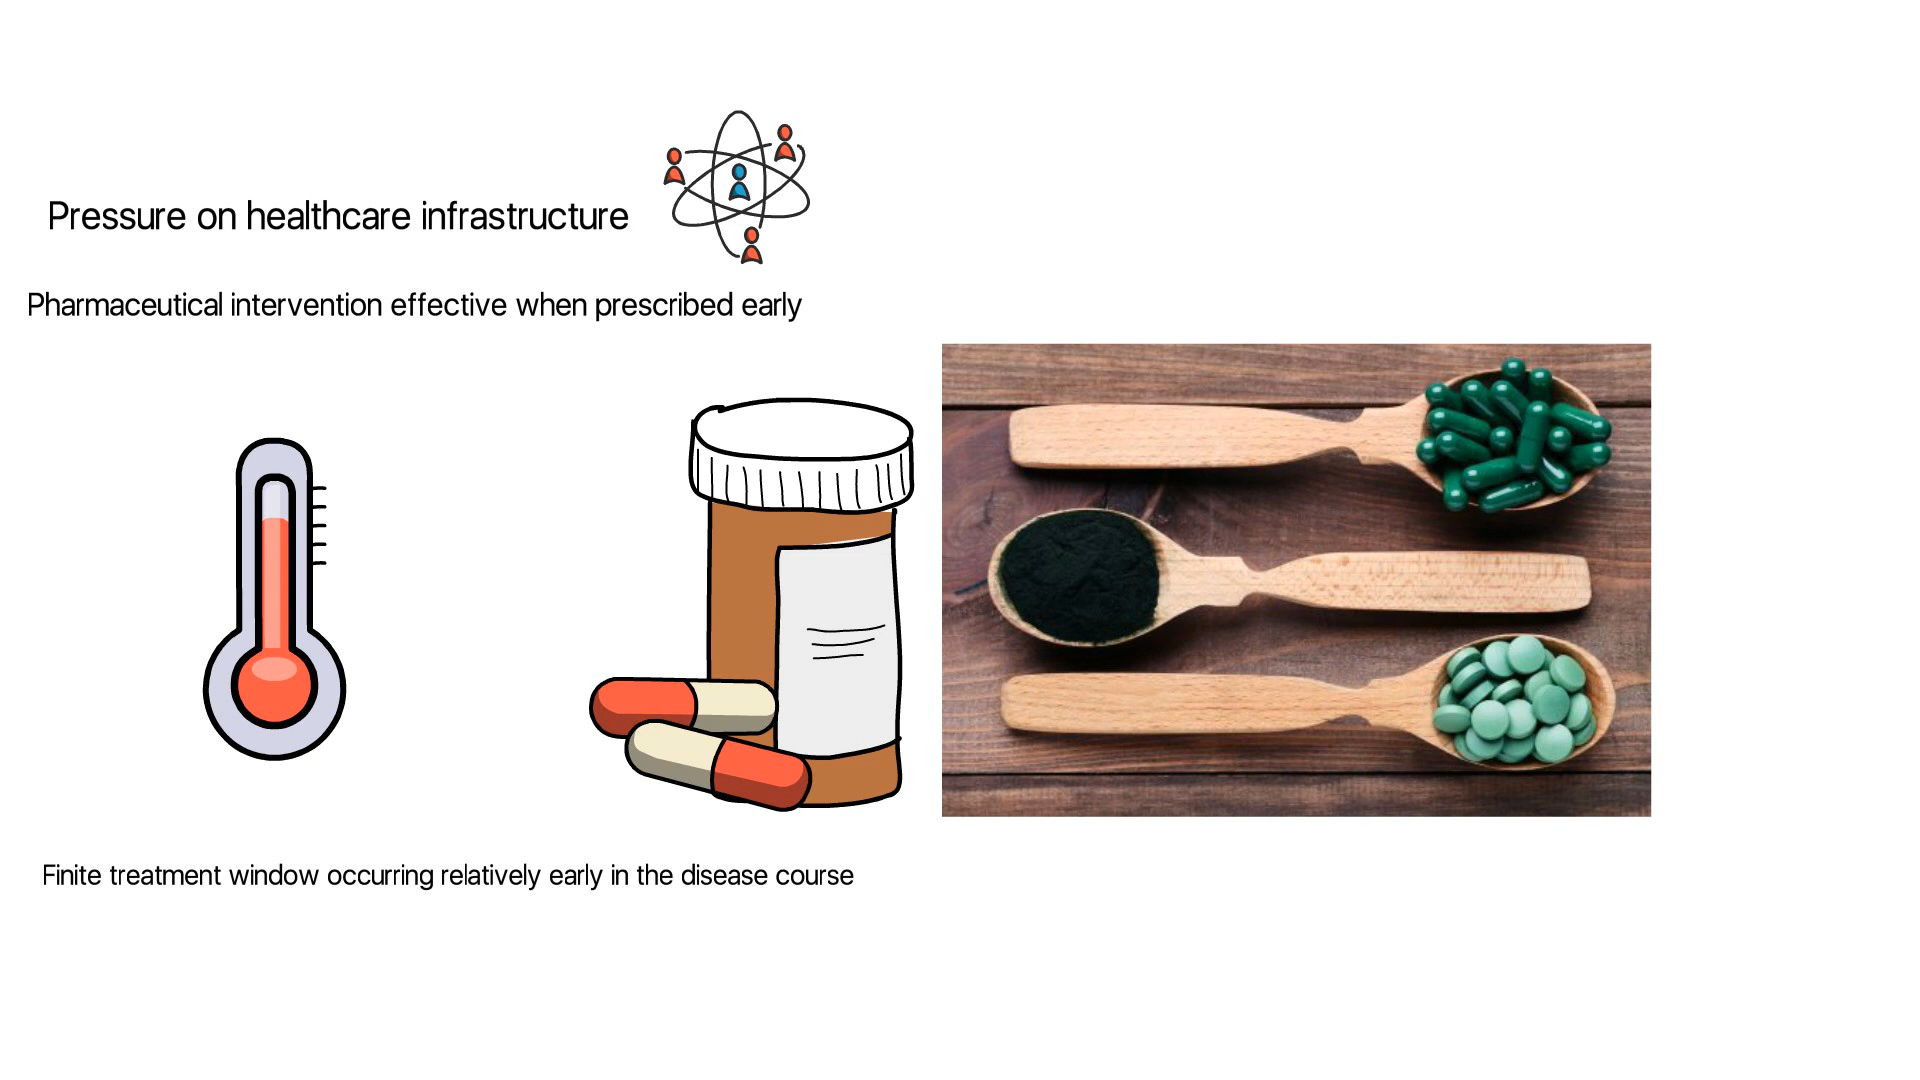 Pressure on healthcare infrastructure
Pharmaceutical intervention effective when prescribed early
Finite treatment window occurring relatively early in the disease course